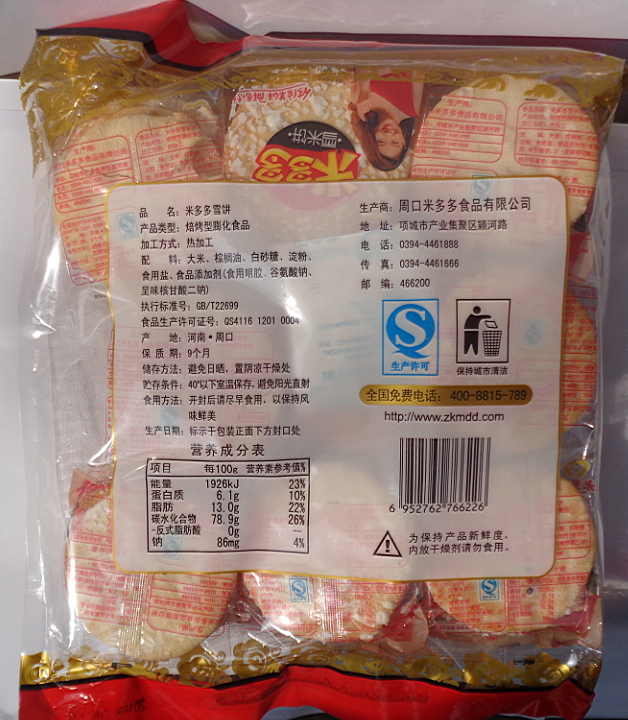 米多多
雪米饼
品 名：米多多雪饼
产品类型：焙烤型膨化食品
加工方式：热加工
配 料：大米、棕榈油、白砂糖、淀粉、
食用盐、食品添加剂(食用明胶、谷氨酸钠、
呈味核甘酸二钠)
执行标准号：GB/T22699
食品生产许可证号：QS4116 1201 0004
产 地：河南·周口
保 质 期：9个月
储存方法：避免日晒，置阴凉干燥处
贮存条件：40°以下室温保存，避免阳光直射
食用方法：开封后请尽早食用，以保持风
味鲜美
生产日期：标示于包装正面下方封口处
营养成分表
项目 每100g 营养素参考值%
能量 1926kJ 23%
蛋白质 6.1g 10%
脂肪 13.0g 22%
碳水化合物 78.9g 26%
-反式脂肪酸 0g —
钠 86mg 4%
生产商：周口米多多食品有限公司
地 址：项城市产业集聚区颍河路
电 话：0394-4461888
传 真：0394-4461666
邮 编：466200
QS
生产许可
保持城市清洁
全国免费电话：400-8815-789
http://www.zkmdd.com
6 952762 766226
为保持产品新鲜度，
内放干燥剂请勿食用。